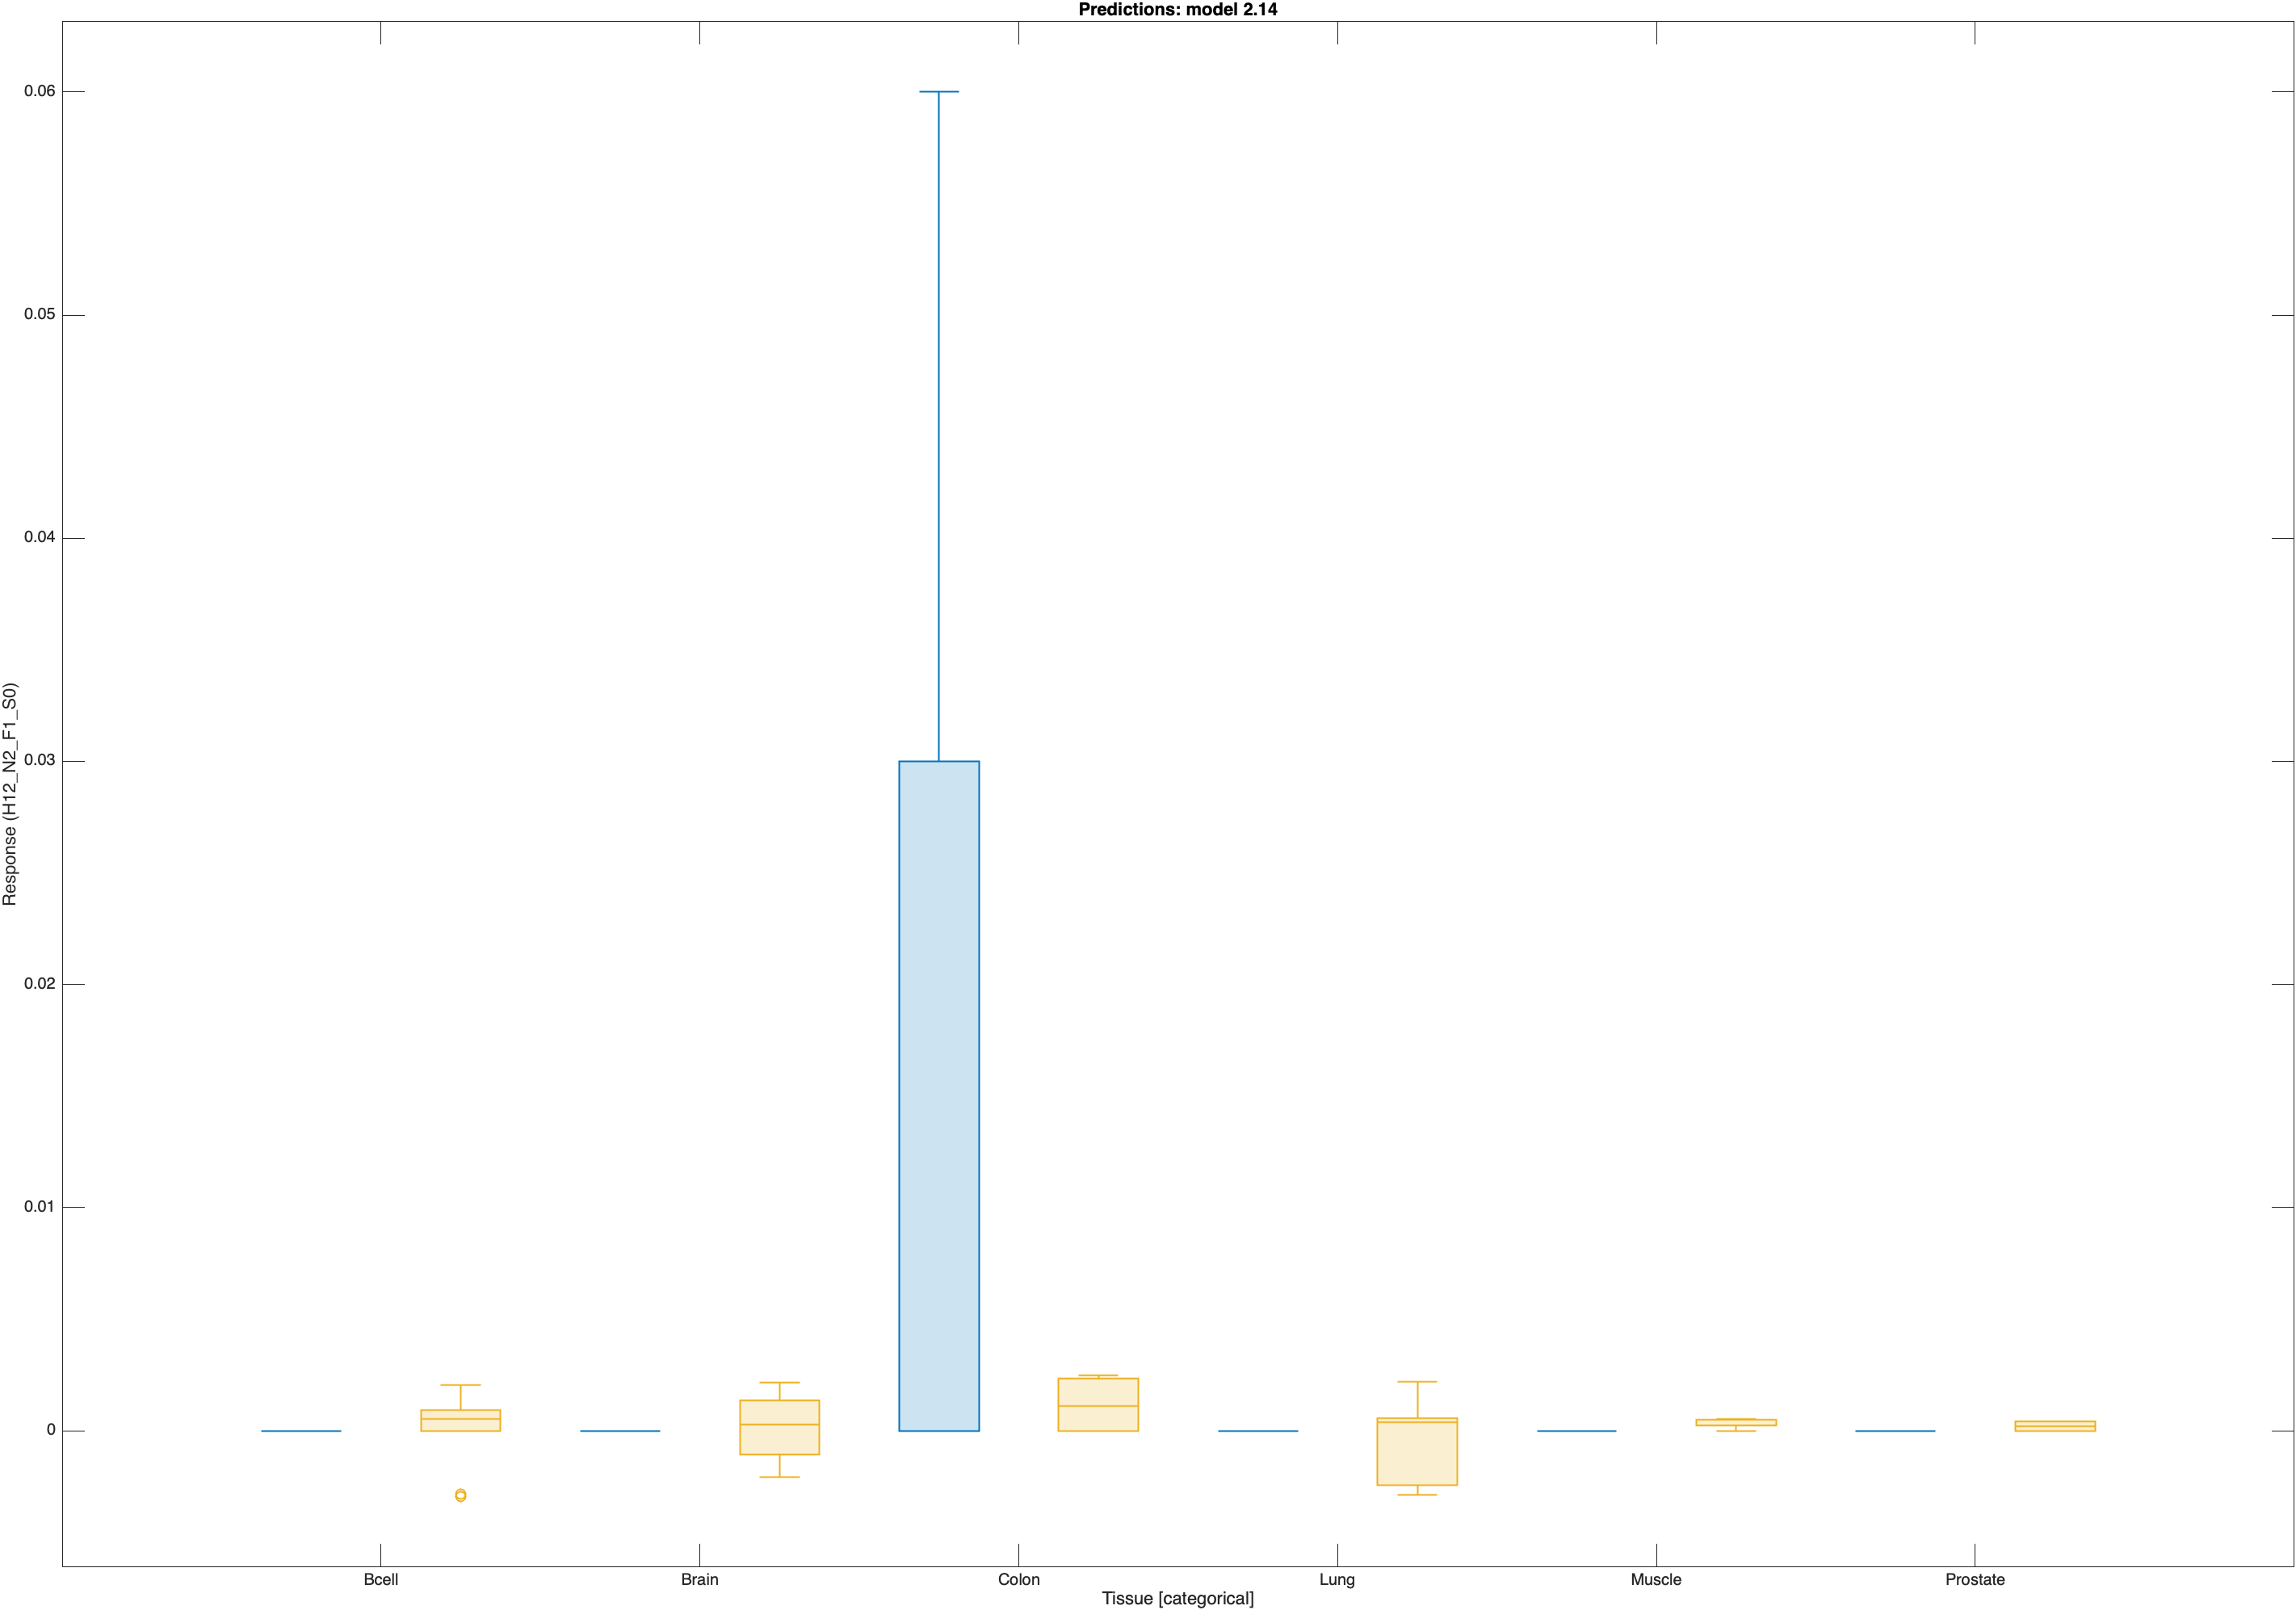 Predictions: model 2.14
0.06
0.05
0.04
0.03
0.02
0.01
0
Response (H12_N2_F1_S0)
Bcell Brain Colon Lung Muscle Prostate
Tissue [categorical]